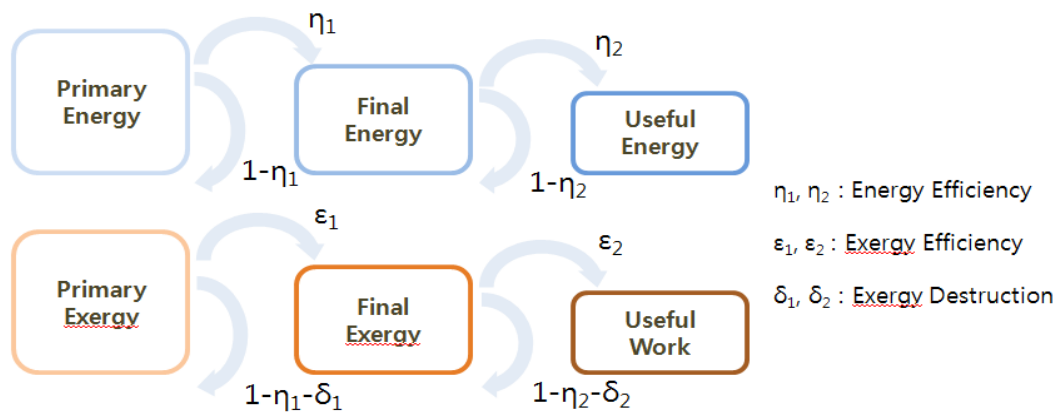 η₁
Primary
Energy
Final
Energy
η₂
Useful
Energy
1-η₁
1-η₂
η₁, η₂ : Energy Efficiency
ε₁
ε₂
ε₁, ε₂ : Exergy Efficiency
Primary
Exergy
Final
Exergy
Useful
Work
δ₁, δ₂ : Exergy Destruction
1-η₁-δ₁
1-η₂-δ₂